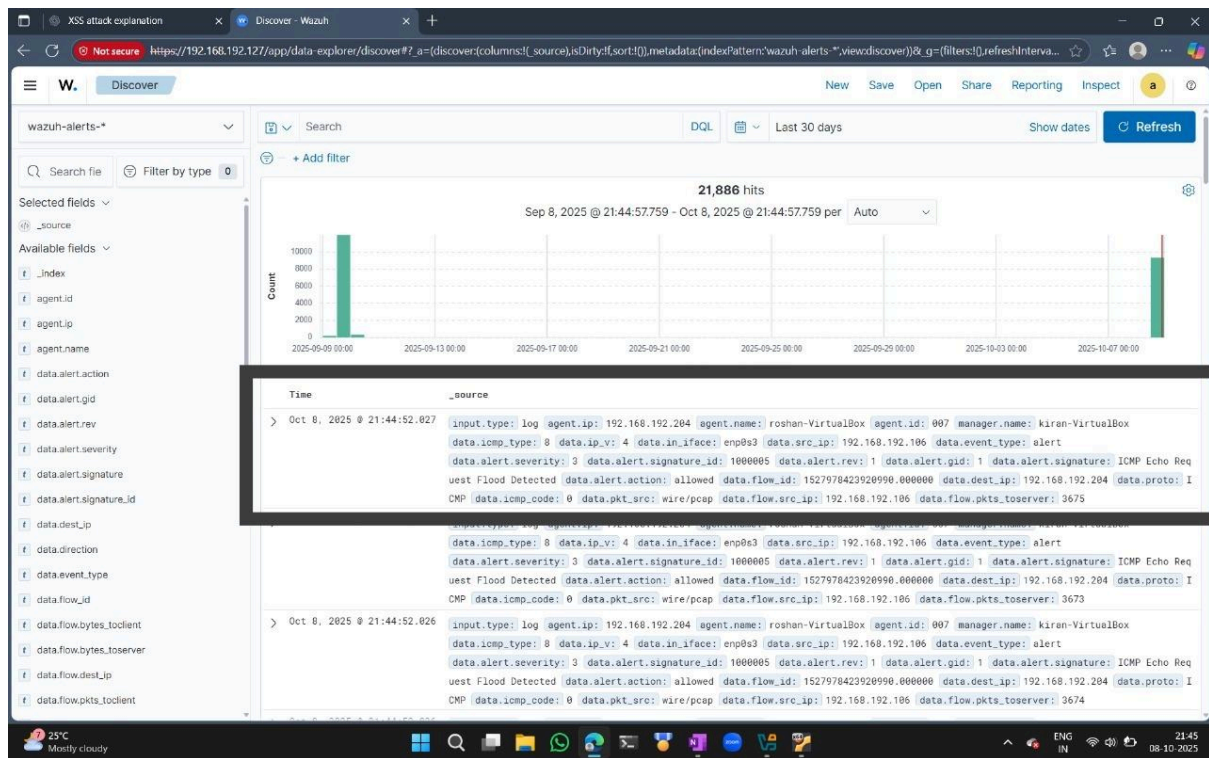 XSS attack explanation
Discover - Wazuh
Not secure https://192.168.192.127/app/data-explorer/discover#?_a=(discover:(columns:!(_source),isDirty:!f,sort:!()),metadata:(indexPattern:'wazuh-alerts-*',view:discover))&_g=(filters:!(),refreshInterva...
W. Discover New Save Open Share Reporting Inspect a
wazuh-alerts-*
Search DQL Last 30 days Show dates Refresh
+ Add filter
Search fie Filter by type 0
Selected fields
_source
Available fields
_index
agent.id
agent.ip
agent.name
data.alert.action
data.alert.gid
data.alert.rev
data.alert.severity
data.alert.signature
data.alert.signature_id
data.dest_ip
data.direction
data.event_type
data.flow_id
data.flow.bytes_toclient
data.flow.bytes_toserver
data.flow.dest_ip
data.flow.pkts_toclient
21,886 hits
Sep 8, 2025 @ 21:44:57.759 - Oct 8, 2025 @ 21:44:57.759 per Auto
Count
10000
8000
6000
4000
2000
0
2025-09-09 00:00 2025-09-13 00:00 2025-09-17 00:00 2025-09-21 00:00 2025-09-25 00:00 2025-09-29 00:00 2025-10-03 00:00 2025-10-07 00:00
Time _source
Oct 8, 2025 @ 21:44:52.027 input.type: log agent.ip: 192.168.192.204 agent.name: roshan-VirtualBox agent.id: 007 manager.name: kiran-VirtualBox
data.icmp_type: 8 data.ip_v: 4 data.in_iface: enp0s3 data.src_ip: 192.168.192.106 data.event_type: alert
data.alert.severity: 3 data.alert.signature_id: 1000005 data.alert.rev: 1 data.alert.gid: 1 data.alert.signature: ICMP Echo Req
uest Flood Detected data.alert.action: allowed data.flow_id: 1527978423920990.000000 data.dest_ip: 192.168.192.204 data.proto: I
CMP data.icmp_code: 0 data.pkt_src: wire/pcap data.flow.src_ip: 192.168.192.106 data.flow.pkts_toserver: 3675
data.icmp_type: 8 data.ip_v: 4 data.in_iface: enp0s3 data.src_ip: 192.168.192.106 data.event_type: alert
data.alert.severity: 3 data.alert.signature_id: 1000005 data.alert.rev: 1 data.alert.gid: 1 data.alert.signature: ICMP Echo Req
uest Flood Detected data.alert.action: allowed data.flow_id: 1527978423920990.000000 data.dest_ip: 192.168.192.204 data.proto: I
CMP data.icmp_code: 0 data.pkt_src: wire/pcap data.flow.src_ip: 192.168.192.106 data.flow.pkts_toserver: 3673
Oct 8, 2025 @ 21:44:52.026 input.type: log agent.ip: 192.168.192.204 agent.name: roshan-VirtualBox agent.id: 007 manager.name: kiran-VirtualBox
data.icmp_type: 8 data.ip_v: 4 data.in_iface: enp0s3 data.src_ip: 192.168.192.106 data.event_type: alert
data.alert.severity: 3 data.alert.signature_id: 1000005 data.alert.rev: 1 data.alert.gid: 1 data.alert.signature: ICMP Echo Req
uest Flood Detected data.alert.action: allowed data.flow_id: 1527978423920990.000000 data.dest_ip: 192.168.192.204 data.proto: I
CMP data.icmp_code: 0 data.pkt_src: wire/pcap data.flow.src_ip: 192.168.192.106 data.flow.pkts_toserver: 3674
7 25°C
Mostly cloudy
zoom
ENG
IN
21:45
08-10-2025